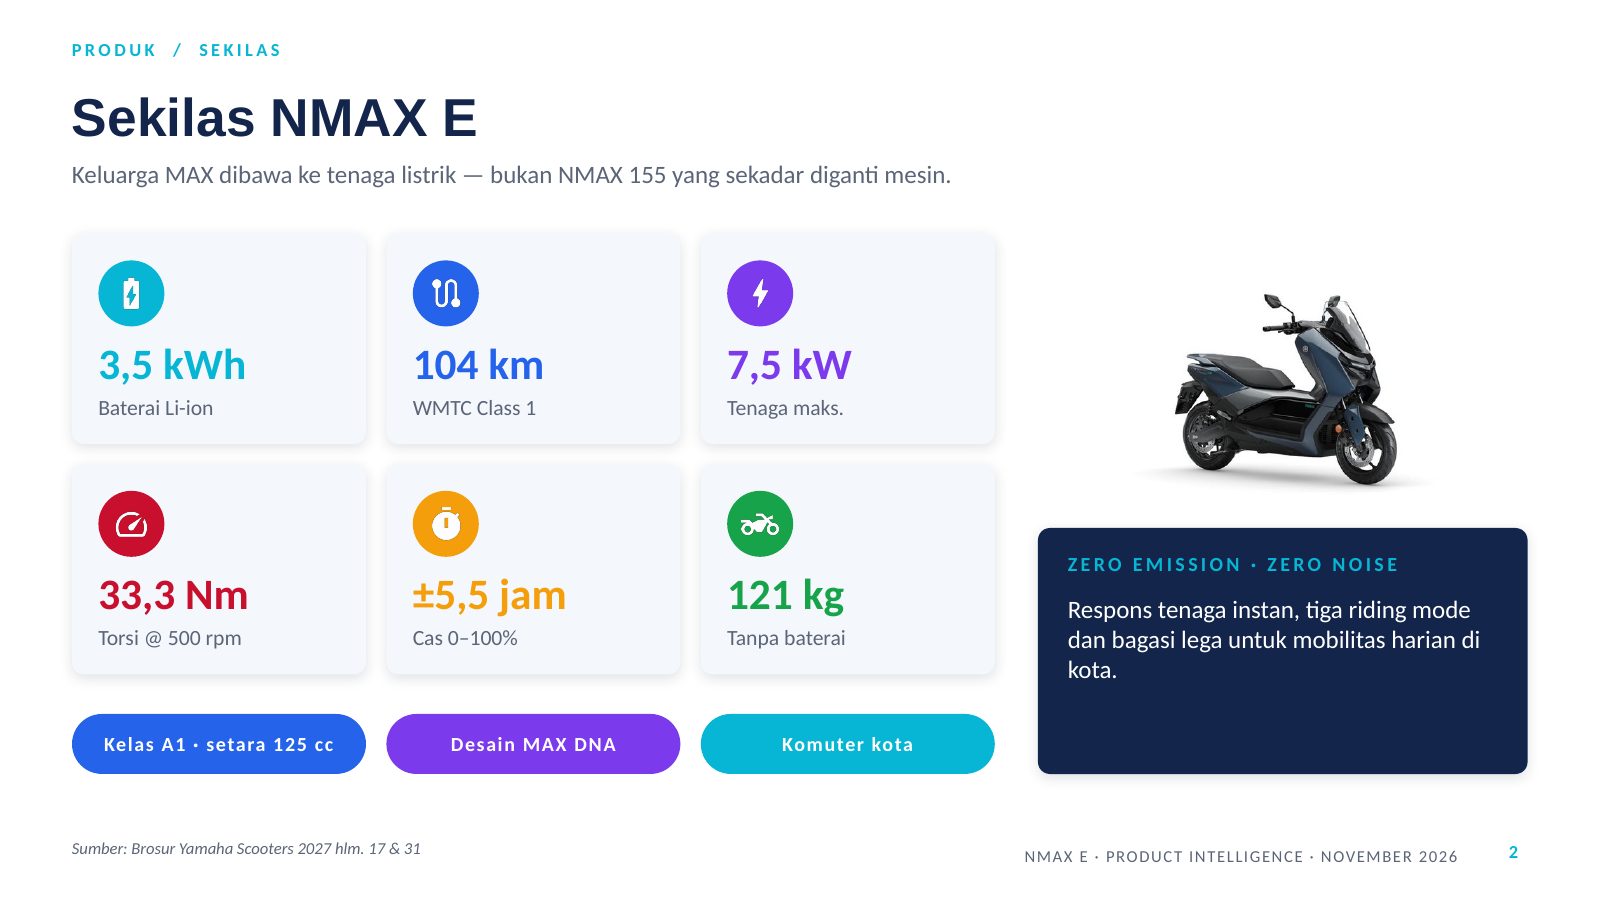 PRODUK / SEKILAS
Sekilas NMAX E
Keluarga MAX dibawa ke tenaga listrik — bukan NMAX 155 yang sekadar diganti mesin.
3,5 kWh
Baterai Li-ion
104 km
WMTC Class 1
7,5 kW
Tenaga maks.
33,3 Nm
Torsi @ 500 rpm
±5,5 jam
Cas 0–100%
121 kg
Tanpa baterai
Kelas A1 · setara 125 cc
Desain MAX DNA
Komuter kota
ZERO EMISSION · ZERO NOISE
Respons tenaga instan, tiga riding mode
dan bagasi lega untuk mobilitas harian di
kota.
Sumber: Brosur Yamaha Scooters 2027 hlm. 17 & 31
NMAX E · PRODUCT INTELLIGENCE · NOVEMBER 2026
2